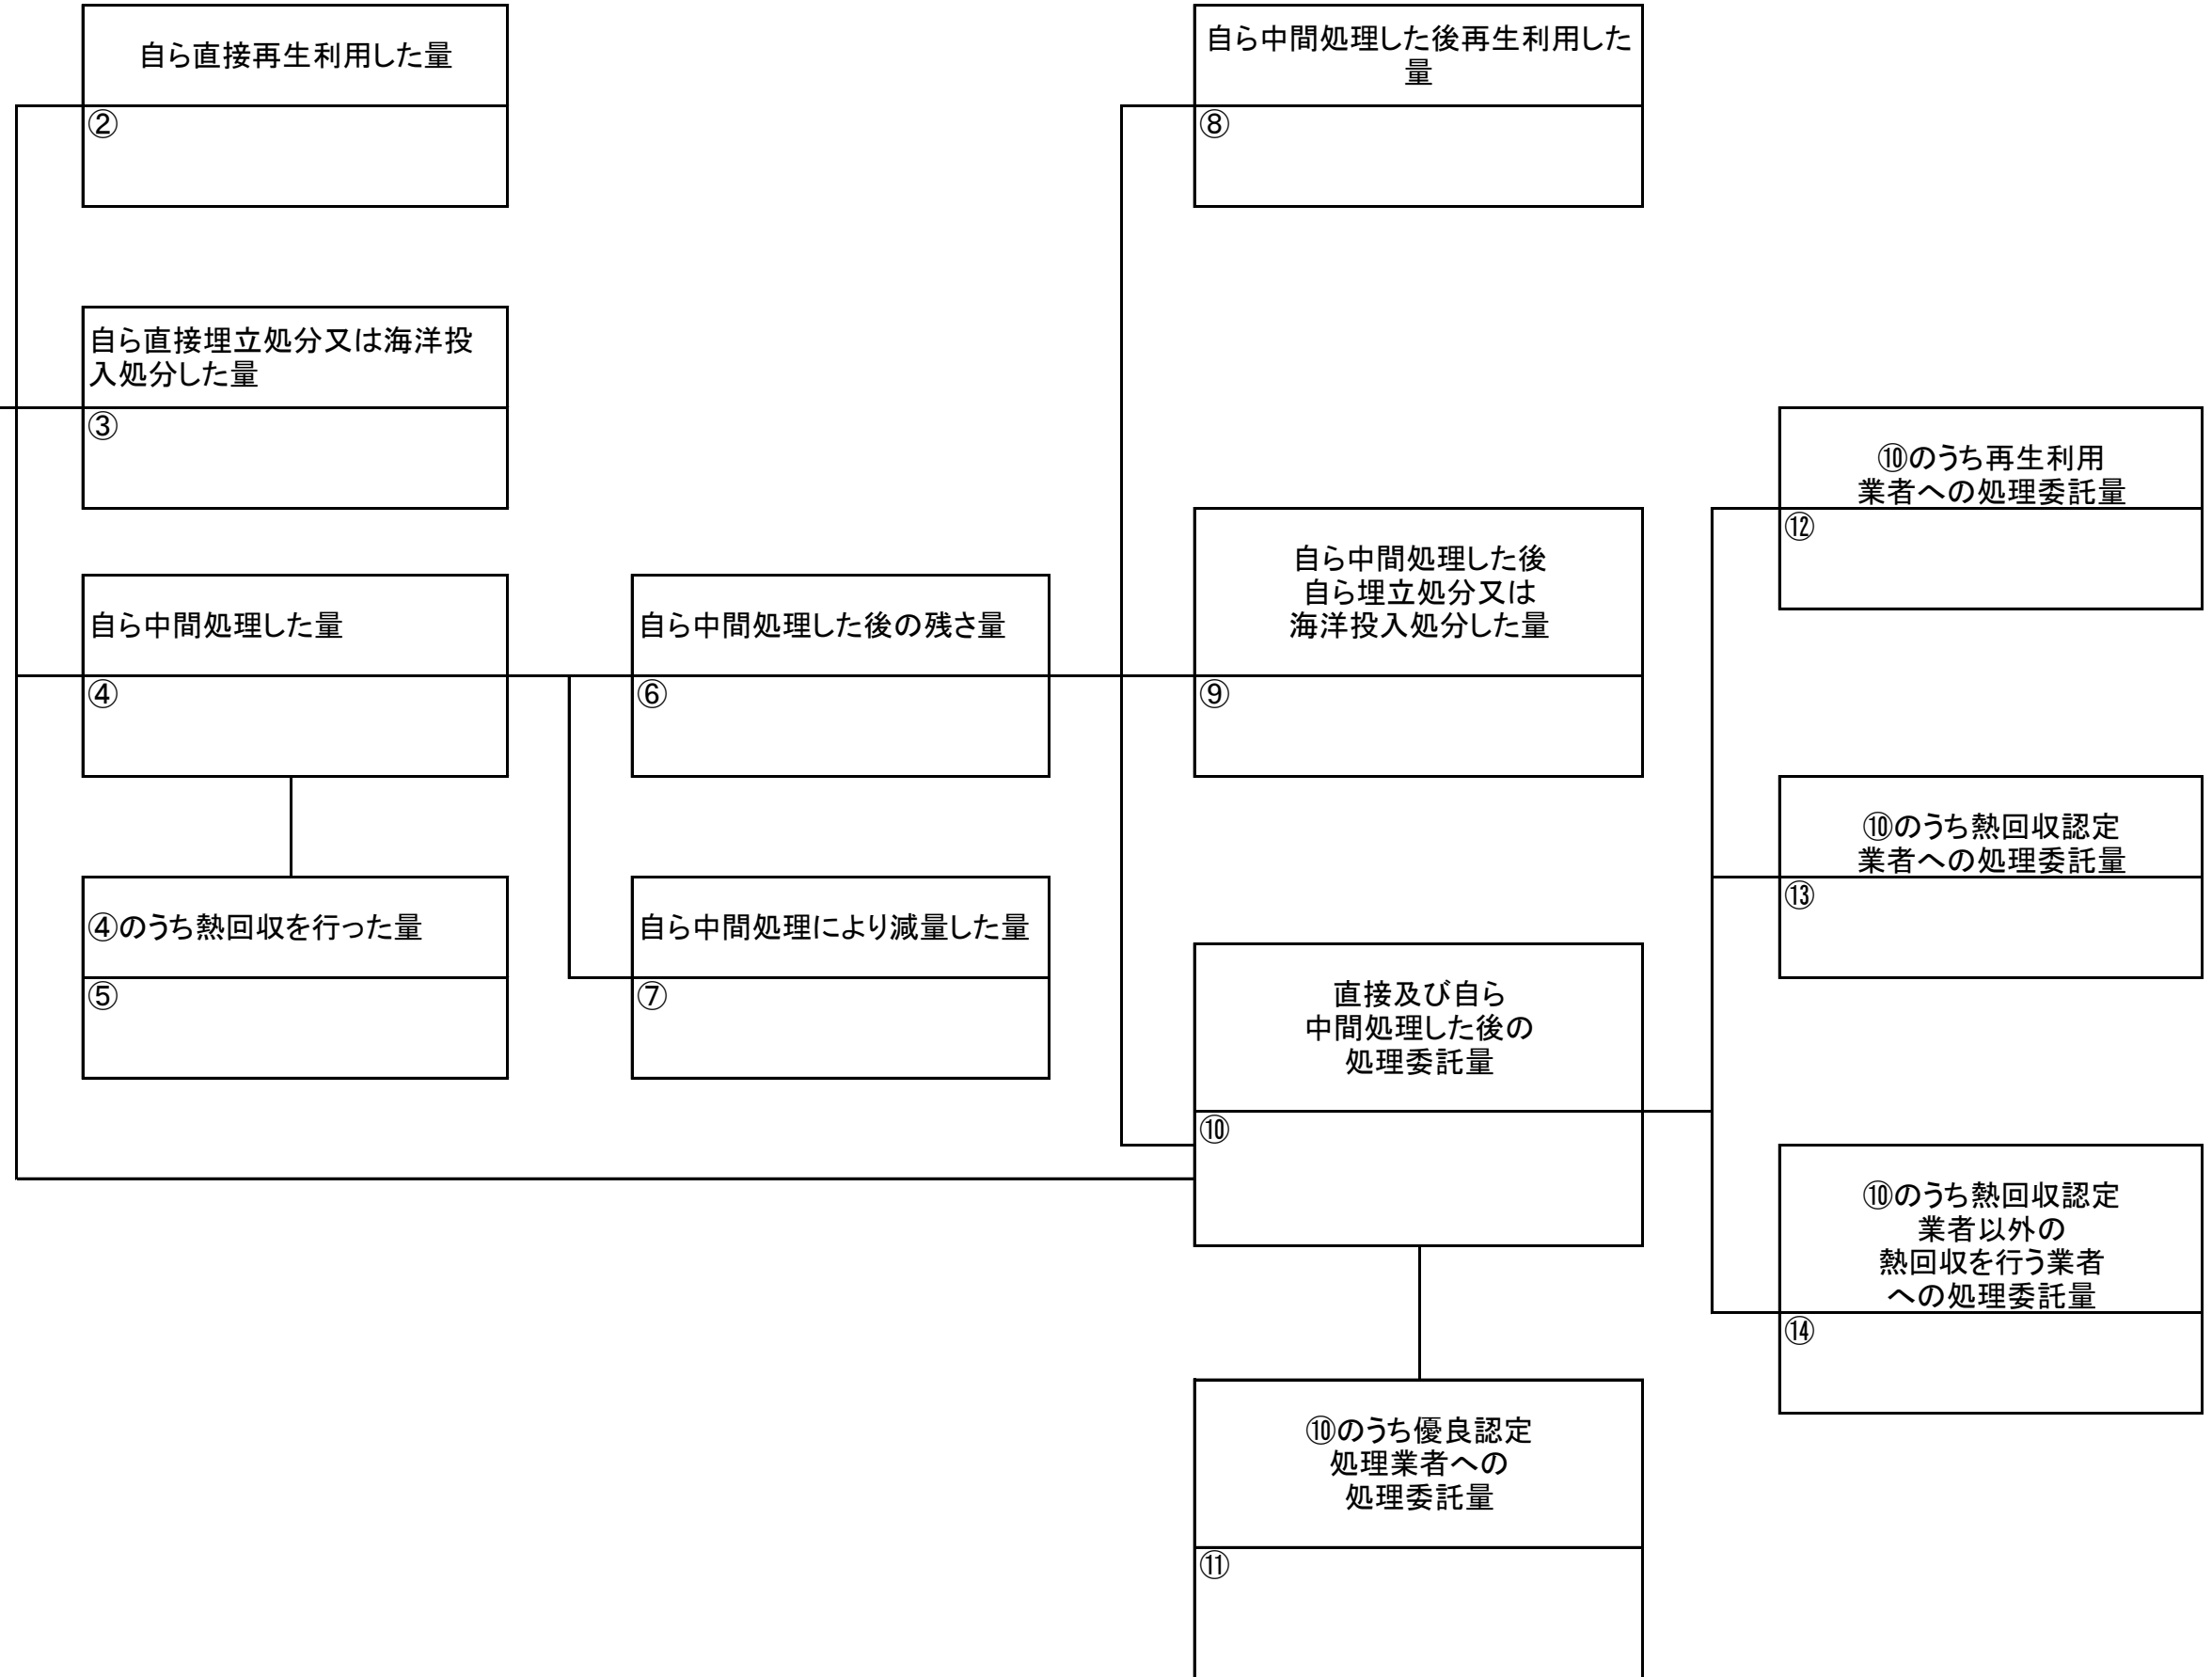 自ら直接再生利用した量
②
自ら直接埋立処分又は海洋投
入処分した量
③
自ら中間処理した量
④
④のうち熱回収を行った量
⑤
自ら中間処理した後の残さ量
⑥
自ら中間処理により減量した量
⑦
自ら中間処理した後再生利用した
量
⑧
自ら中間処理した後
自ら埋立処分又は
海洋投入処分した量
⑨
直接及び自ら
中間処理した後の
処理委託量
⑩
⑩のうち優良認定
処理業者への
処理委託量
⑪
⑩のうち再生利用
業者への処理委託量
⑫
⑩のうち熱回収認定
業者への処理委託量
⑬
⑩のうち熱回収認定
業者以外の
熱回収を行う業者
への処理委託量
⑭